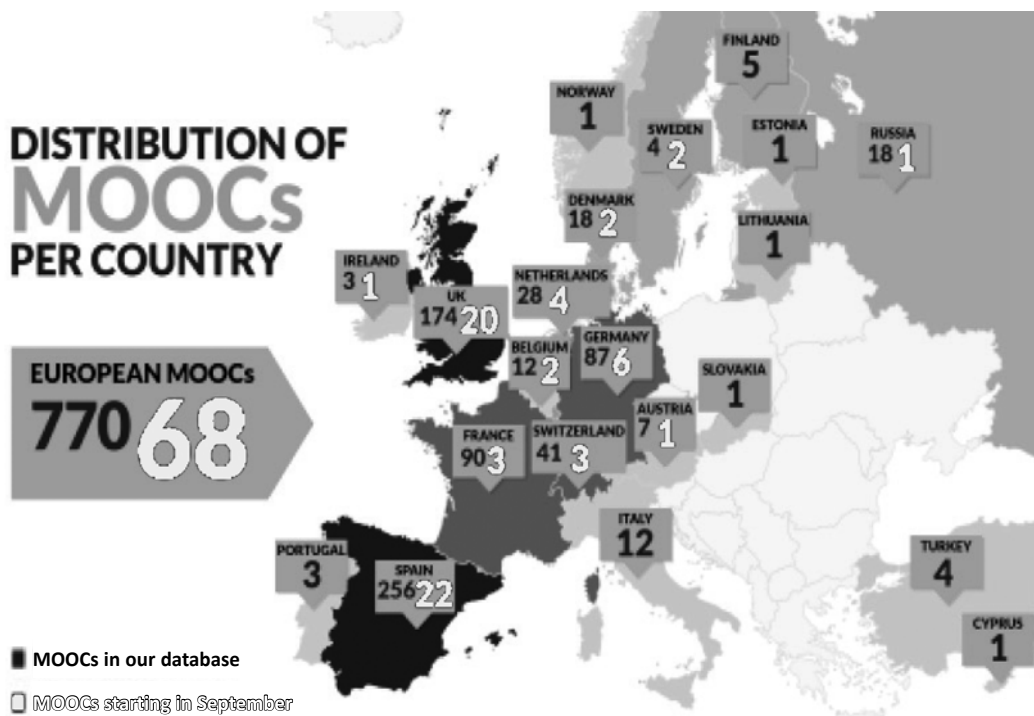 DISTRIBUTION OF
MOOCs
PER COUNTRY
EUROPEAN MOOCs
770 68
FINLAND
5
NORWAY
1
SWEDEN
4 2
ESTONIA
1
RUSSIA
18 1
DENMARK
18 2
LITHUANIA
1
IRELAND
3 1
UK
174 20
NETHERLANDS
28 4
BELGIUM
12 2
GERMANY
87 6
SLOVAKIA
1
AUSTRIA
7 1
FRANCE
90 3
SWITZERLAND
41 3
ITALY
12
PORTUGAL
3
SPAIN
256 22
TURKEY
4
CYPRUS
1
MOOCs in our database
MOOCs starting in September